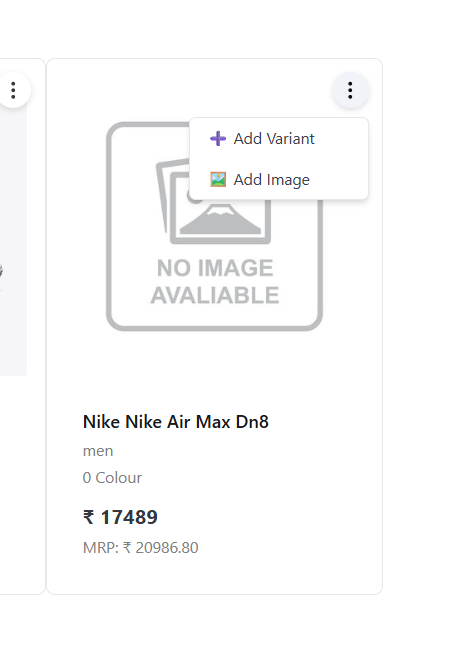 Add Variant
Add Image
NO IMAGE
AVALIABLE
Nike Nike Air Max Dn8
men
0 Colour
₹ 17489
MRP: ₹ 20986.80